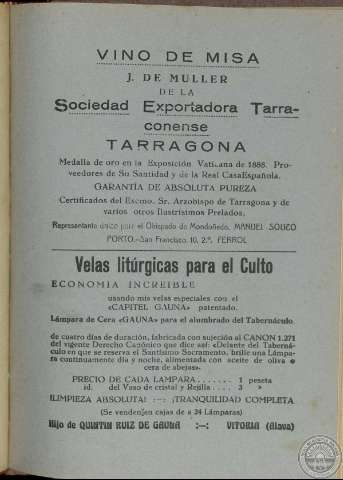 VINO DE MISA
J. DE MULLER
DE LA
Sociedad Exportadora Tarra-
conense
TARRAGONA
Medalla de oro en la Exposición Vaticana de 1888. Pro-
veedores de Su Santidad y de la Real CasaEspañola.
GARANTÍA DE ABSOLUTA PUREZA
Certificados del Excmo. Sr. Arzobispo de Tarragona y de
varios otros Ilustrísimos Prelados.
Representante único para el Obispado de Mondoñedo, MANUEL SOUZO
PORTO.-San Francisco 10, 2.º FERROL
Velas litúrgicas para el Culto
ECONOMIA INCREIBLE
usando mis velas especiales con el
«CAPITEL GAUNA» patentado.
Lámpara de Cera «GAUNA» para el alumbrado del Tabernáculo
de cuatro días de duración, fabricada con sujeción al CANON 1.271
del vigente Derecho Canónico que dice así: «Delante del Taberná-
culo en que se reserva el Santísimo Sacramento, brille una Lámpa-
ra continuamente día y noche, alimentada con aceite de oliva o
cera de abejas».
PRECIO DE CADA LAMPARA....... 1 peseta
id. del Vaso de cristal y Rejilla .... 3 »
¡LIMPIEZA ABSOLUTA! :—: ¡TRANQUILIDAD COMPLETA
(Se venden]en cajas de a 24 Lámparas)
Hijo de QUINTIN RUIZ DE GAUNA :—: VITORIA (Alava)